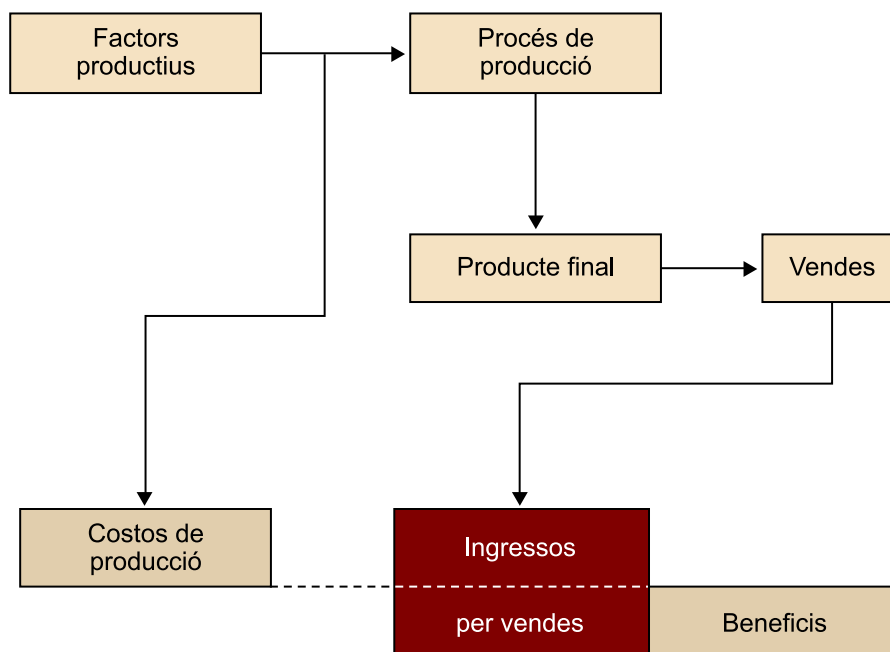 Factors
productius
Procés de
producció
Producte final
Vendes
Costos de
producció
Ingressos
per vendes
Beneficis